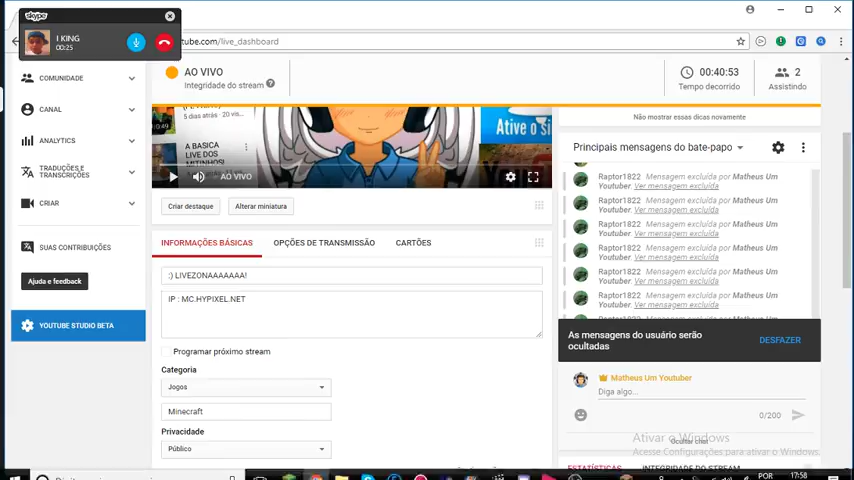 skype
I KING
00:25
tube.com/live_dashboard
COMUNIDADE
CANAL
ANALYTICS
TRADUÇÕES E
TRANSCRIÇÕES
CRIAR
SUAS CONTRIBUIÇÕES
Ajuda e feedback
YOUTUBE STUDIO BETA
AO VIVO
Integridade do stream
00:40:53
Tempo decorrido
2
Assistindo
0:49
5 dias atrás · 20 vis...
A BASICA
LIVE DOS
MITINHOS!
Ative o si
AO VIVO
Criar destaque
Alterar miniatura
INFORMAÇÕES BÁSICAS
OPÇÕES DE TRANSMISSÃO
CARTÕES
:) LIVEZONAAAAAAA!
IP : MC.HYPIXEL.NET
Programar próximo stream
Categoria
Jogos
Minecraft
Privacidade
Público
Não mostrar essas dicas novamente
Principais mensagens do bate-papo
Raptor1822 Mensagem excluída por Matheus Um
Youtuber. Ver mensagem excluída
Raptor1822 Mensagem excluída por Matheus Um
Youtuber. Ver mensagem excluída
Raptor1822 Mensagem excluída por Matheus Um
Youtuber. Ver mensagem excluída
Raptor1822 Mensagem excluída por Matheus Um
Youtuber. Ver mensagem excluída
Raptor1822 Mensagem excluída por Matheus Um
Youtuber. Ver mensagem excluída
Raptor1822 Mensagem excluída por Matheus Um
Youtuber. Ver mensagem excluída
As mensagens do usuário serão
ocultadas
DESFAZER
Matheus Um Youtuber
Diga algo...
0/200
Ocultar chat
Ativar o Windows
Acesse Configurações para ativar o Windows.
ESTATÍSTICAS
INTEGRIDADE DO STREAM
POR
17:58